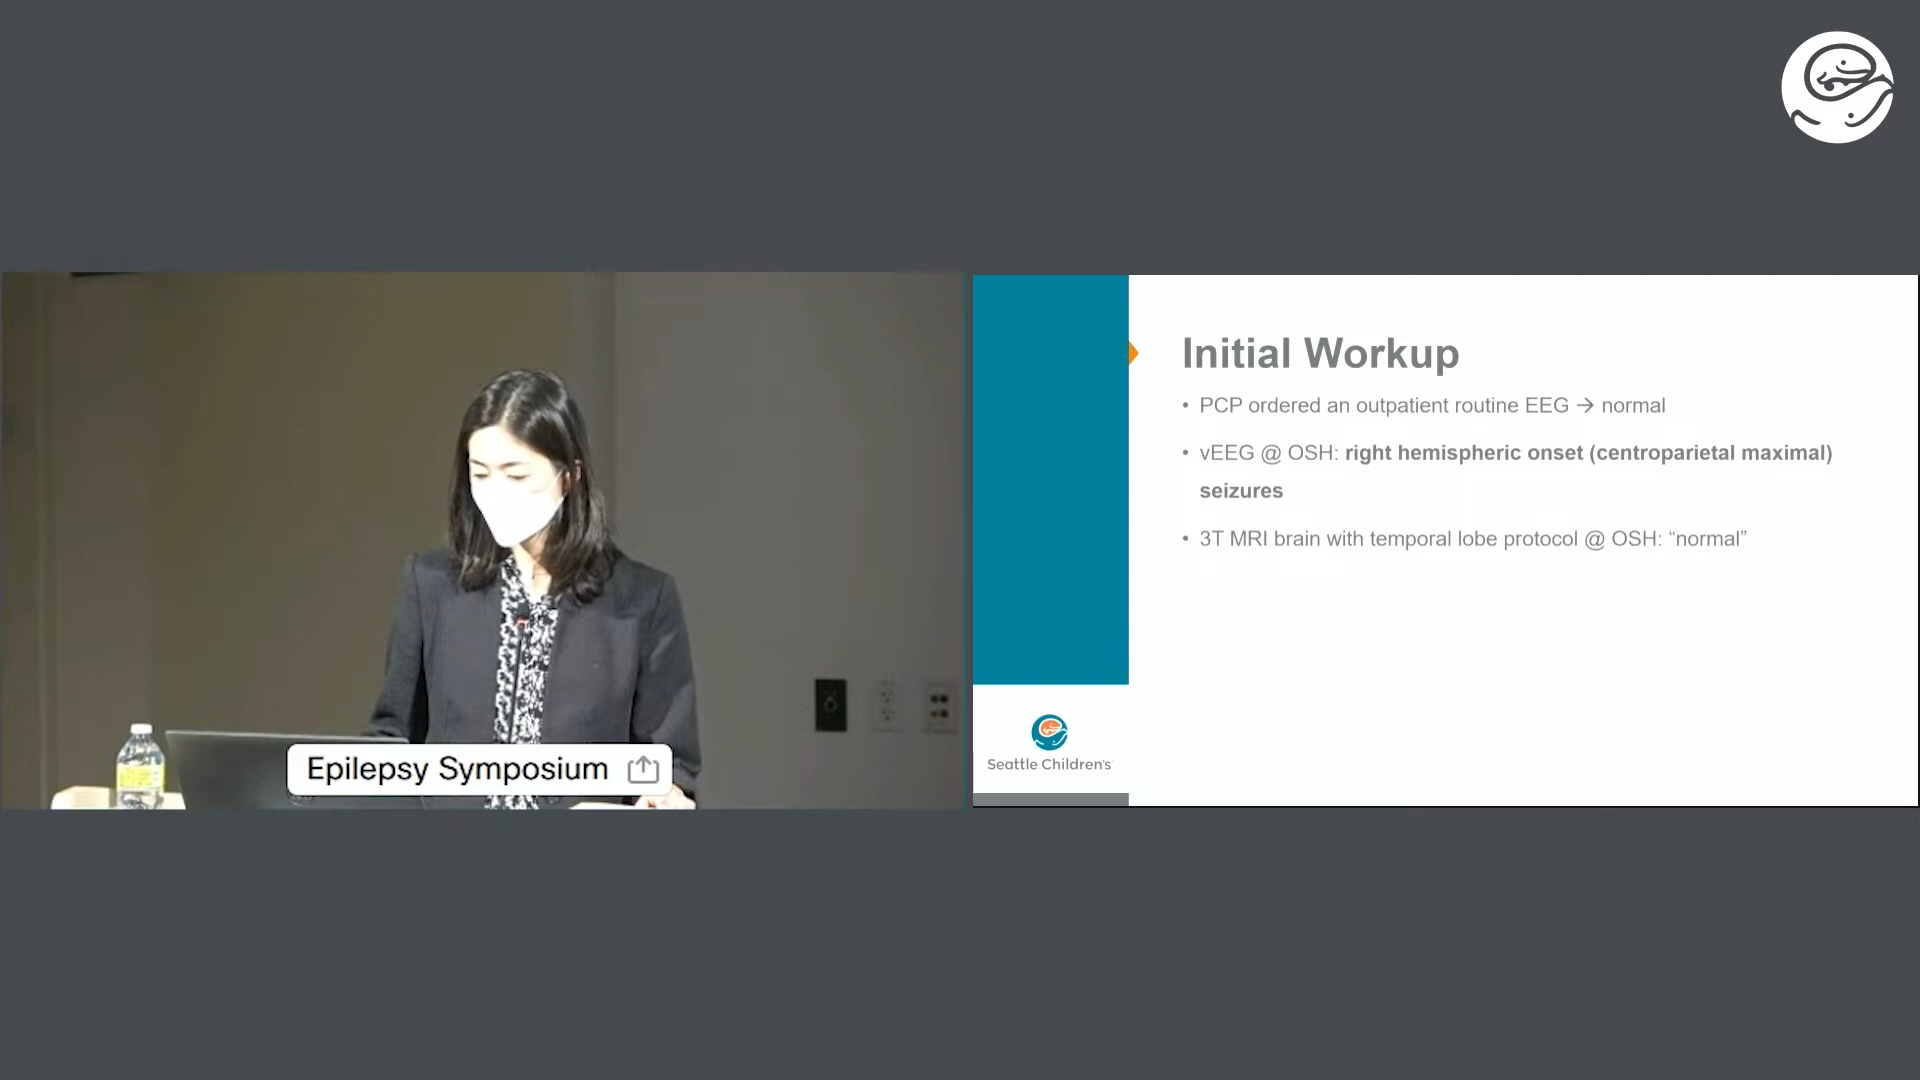 Initial Workup
• PCP ordered an outpatient routine EEG → normal
• vEEG @ OSH: right hemispheric onset (centroparietal maximal)
seizures
• 3T MRI brain with temporal lobe protocol @ OSH: “normal”
Epilepsy Symposium
Seattle Children's